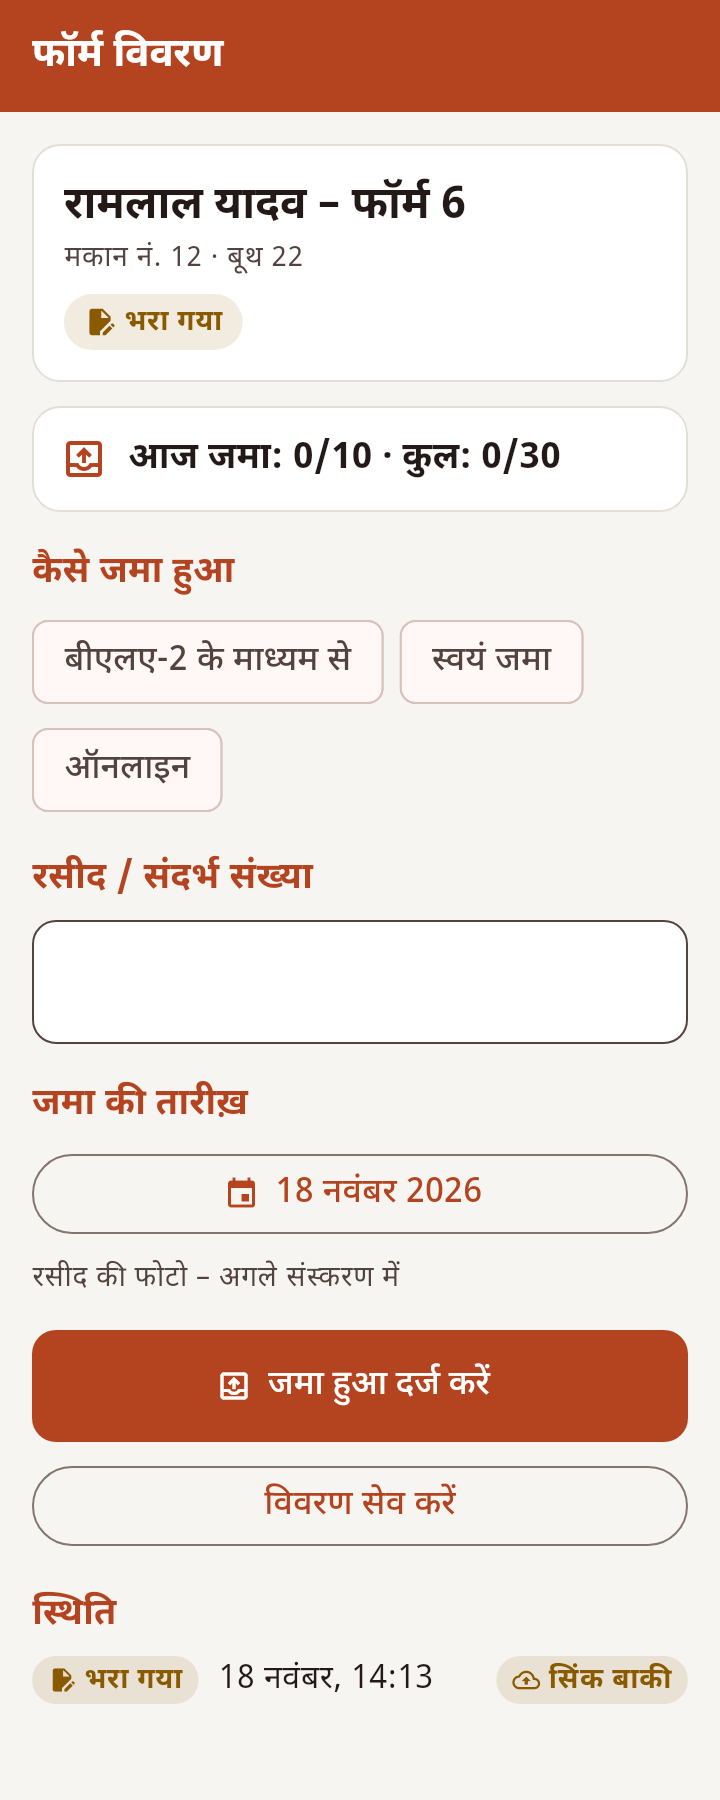 फॉर्म विवरण
रामलाल यादव – फॉर्म 6
मकान नं. 12 · बूथ 22
भरा गया
आज जमा: 0/10 · कुल: 0/30
कैसे जमा हुआ
बीएलए-2 के माध्यम से स्वयं जमा
ऑनलाइन
रसीद / संदर्भ संख्या
जमा की तारीख़
18 नवंबर 2026
रसीद की फोटो – अगले संस्करण में
जमा हुआ दर्ज करें
विवरण सेव करें
स्थिति
भरा गया 18 नवंबर, 14:13 सिंक बाकी